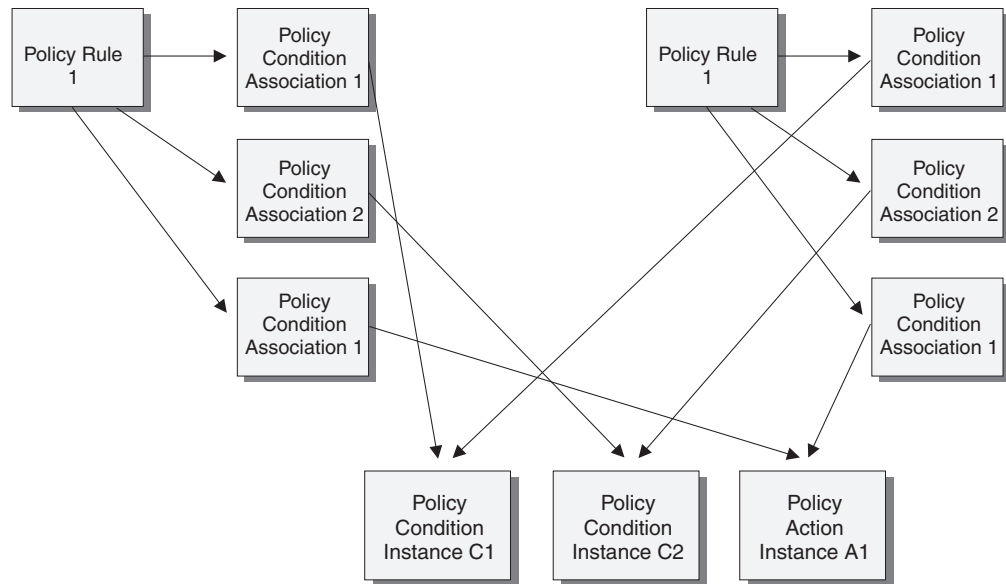 Policy Rule
1
Policy
Condition
Association 1
Policy
Condition
Association 2
Policy
Condition
Association 1
Policy Rule
1
Policy
Condition
Association 1
Policy
Condition
Association 2
Policy
Condition
Association 1
Policy
Condition
Instance C1
Policy
Condition
Instance C2
Policy
Action
Instance A1